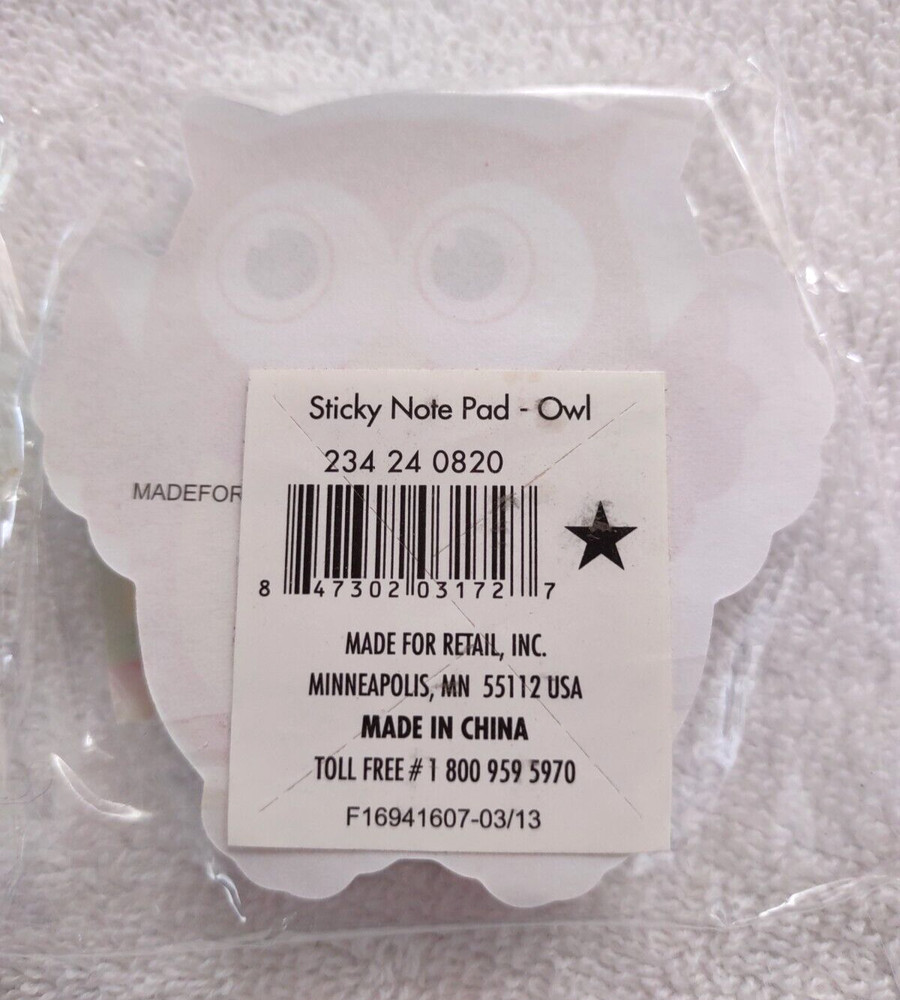 Sticky Note Pad - Owl
234 24 0820
MADEFOR
8 47302 03172 7
MADE FOR RETAIL, INC.
MINNEAPOLIS, MN 55112 USA
MADE IN CHINA
TOLL FREE # 1 800 959 5970
F16941607-03/13